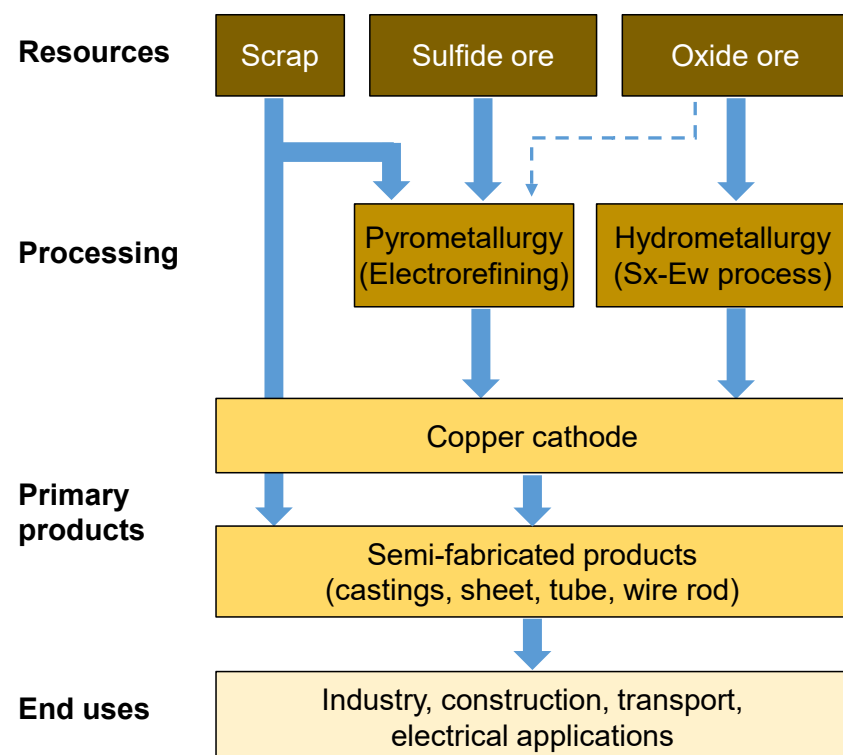 Resources
Scrap
Sulfide ore
Oxide ore
Processing
Pyrometallurgy
(Electrorefining)
Hydrometallurgy
(Sx-Ew process)
Copper cathode
Primary
products
Semi-fabricated products
(castings, sheet, tube, wire rod)
End uses
Industry, construction, transport,
electrical applications